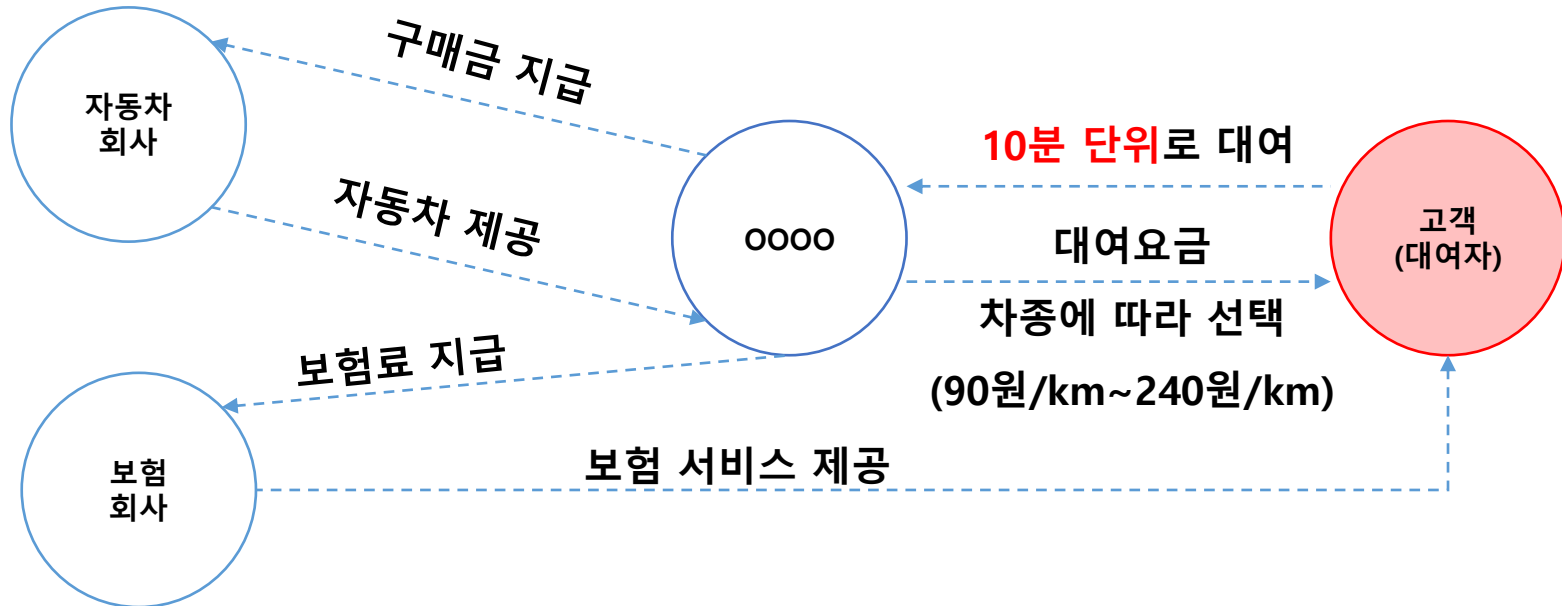 구매금 지급
자동차
회사
10분 단위로 대여
자동차 제공
OOOO
고객
(대여자)
대여요금
차종에 따라 선택
보험료 지급
(90원/km~240원/km)
보험 서비스 제공
보험
회사